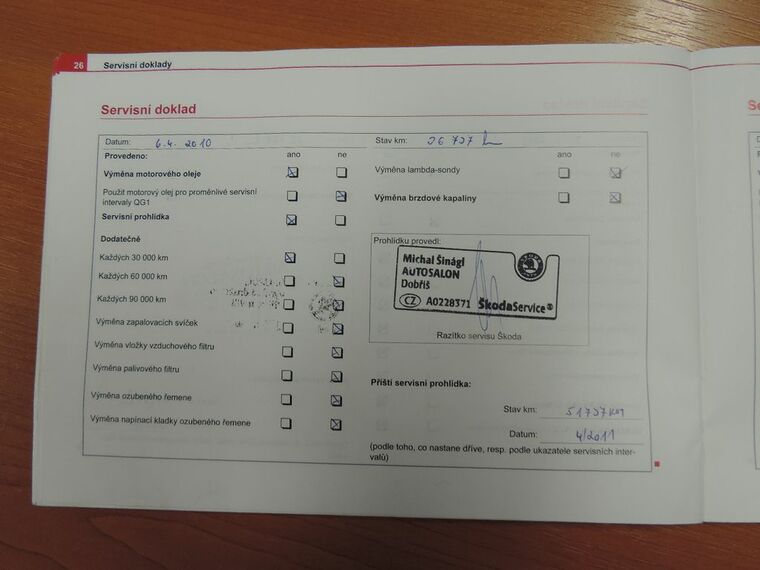 26 Servisní doklady
Servisní doklad
Datum: 6.4. 2010
Stav km: 36 737
Provedeno: ano ne
Výměna motorového oleje
Použit motorový olej pro proměnlivé servisní
intervaly QG1
Servisní prohlídka
Dodatečně
Každých 30 000 km
Každých 60 000 km
Každých 90 000 km
Výměna zapalovacích svíček
Výměna vložky vzduchového filtru
Výměna palivového filtru
Výměna ozubeného řemene
Výměna napínací kladky ozubeného řemene
ano ne
Výměna lambda-sondy
Výměna brzdové kapaliny
Prohlídku provedl:
Michal Šinágl
AUTOSALON
Dobříš
CZ A0228371 ŠkodaService®
Razítko servisu Škoda
Příští servisní prohlídka:
Stav km: 51737 KM
Datum: 4/2011
(podle toho, co nastane dříve, resp. podle ukazatele servisních inter-
valů)